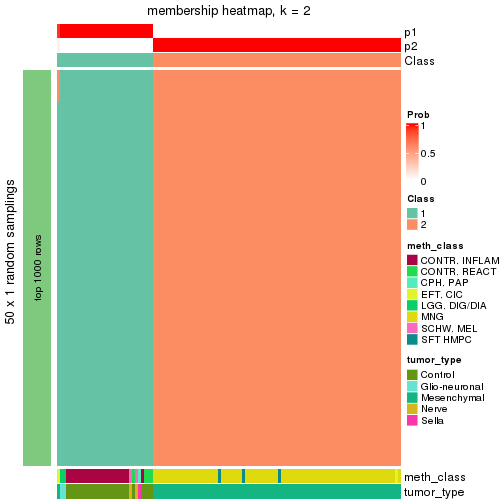 membership heatmap, k = 2
p1
p2
Class
50 x 1 random samplings
top 1000 rows
Prob
1
0.5
0
Class
1
2
meth_class
CONTR. INFLAM
CONTR. REACT
CPH. PAP
EFT. CIC
LGG. DIG/DIA
MNG
SCHW. MEL
SFT HMPC
tumor_type
Control
Glio-neuronal
Mesenchymal
Nerve
Sella
meth_class
tumor_type